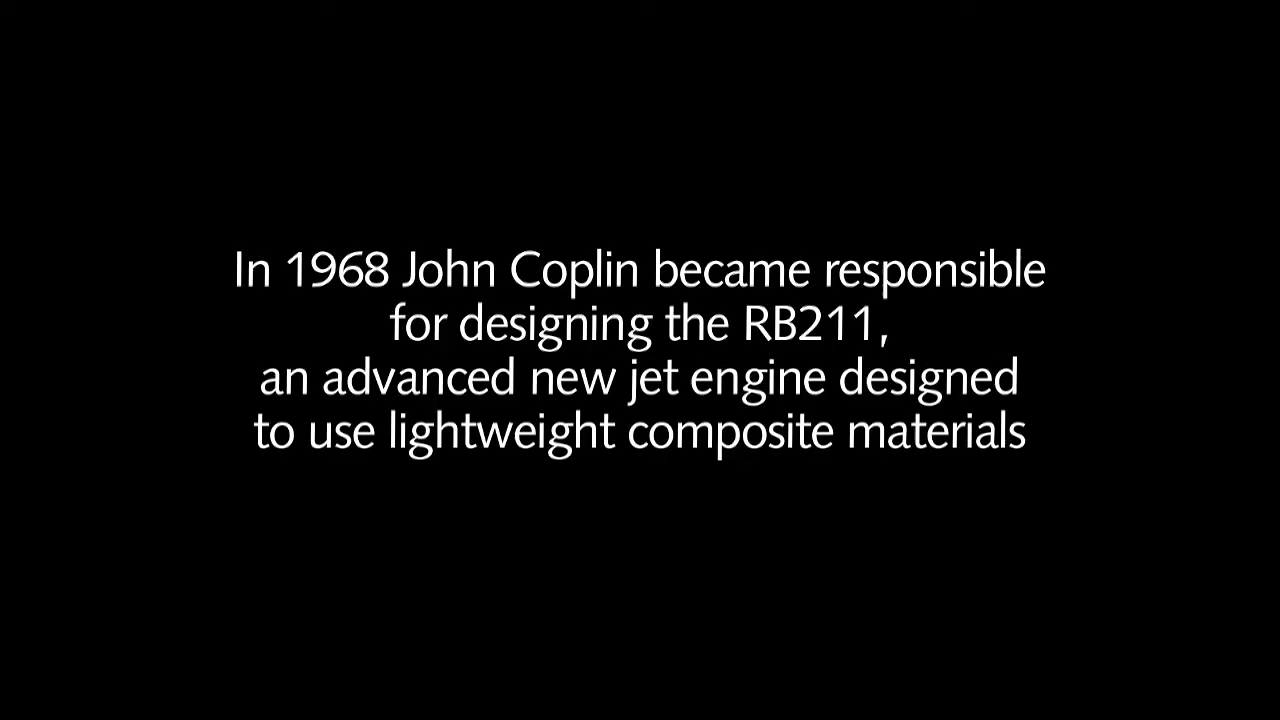 In 1968 John Coplin became responsible
for designing the RB211,
an advanced new jet engine designed
to use lightweight composite materials